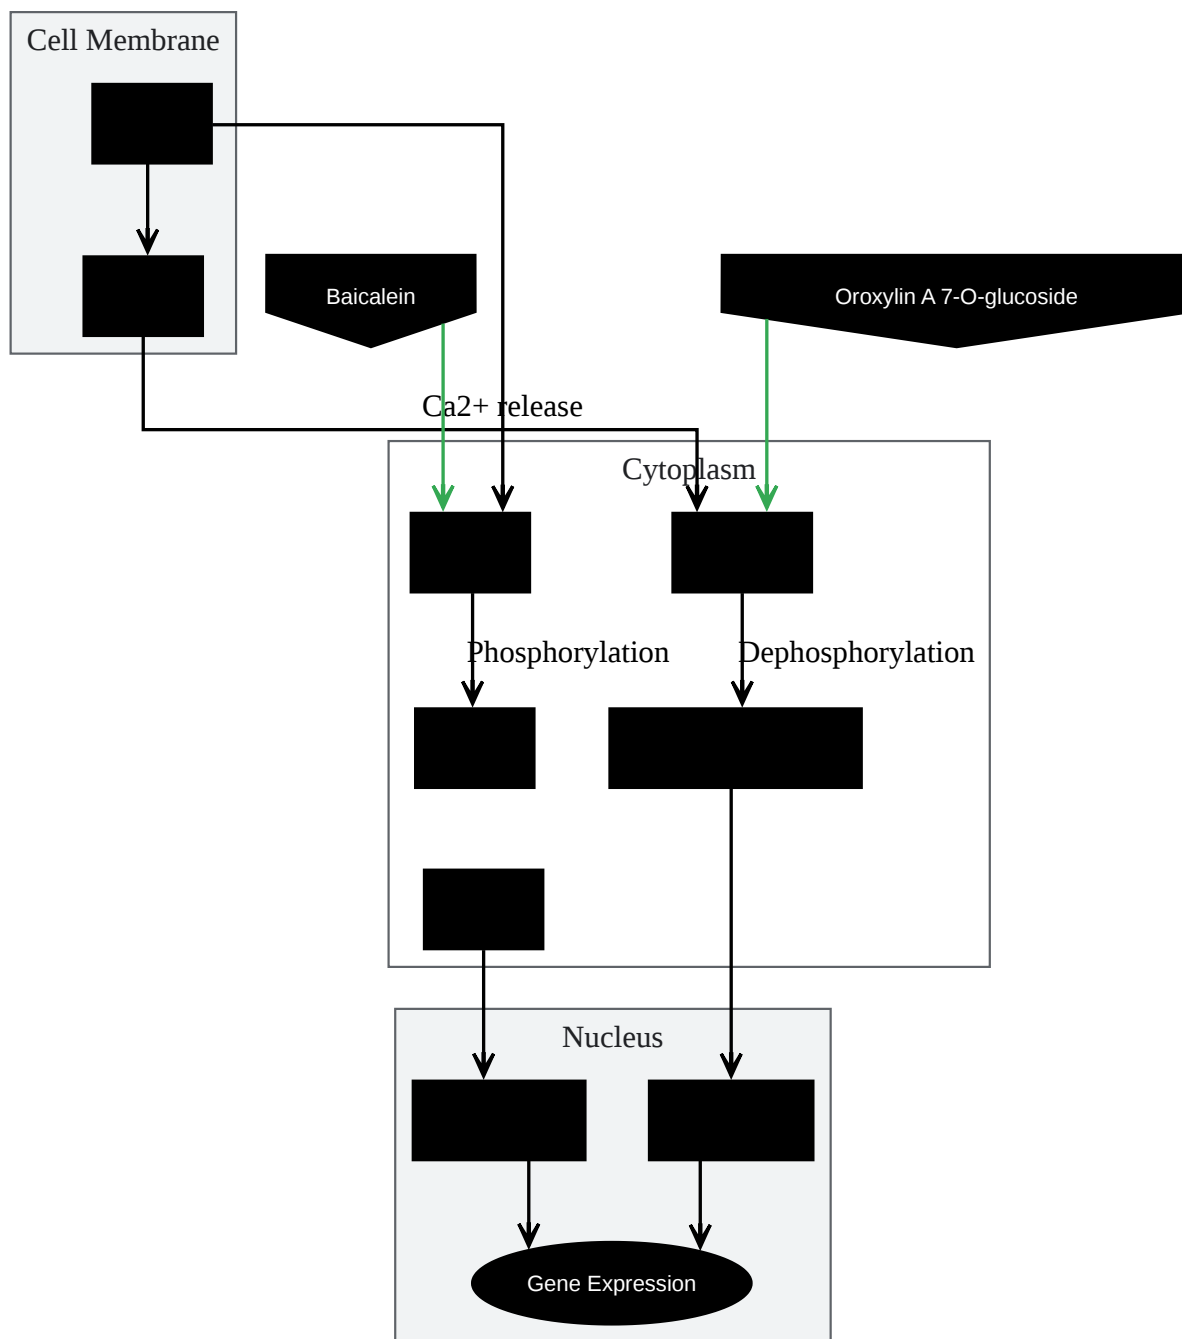 Cell Membrane
Baicalein
Oroxylin A 7-O-glucoside
Ca2+ release
Cytoplasm
Phosphorylation
Dephosphorylation
Nucleus
Gene Expression